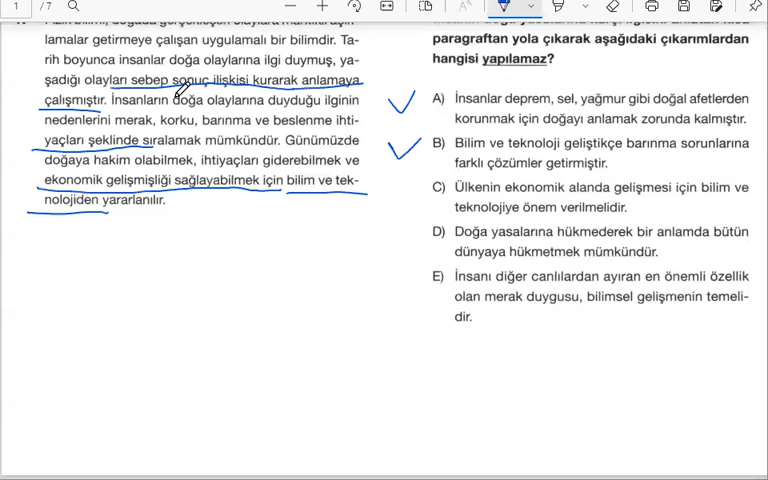 1 / 7
lamalar getirmeye çalışan uygulamalı bir bilimdir. Ta-
rih boyunca insanlar doğa olaylarına ilgi duymuş, ya-
şadığı olayları sebep sonuç ilişkisi kurarak anlamaya
çalışmıştır. İnsanların doğa olaylarına duyduğu ilginin
nedenlerini merak, korku, barınma ve beslenme ihti-
yaçları şeklinde sıralamak mümkündür. Günümüzde
doğaya hakim olabilmek, ihtiyaçları giderebilmek ve
ekonomik gelişmişliği sağlayabilmek için bilim ve tek-
nolojiden yararlanılır.
paragraftan yola çıkarak aşağıdaki çıkarımlardan
hangisi yapılamaz?
A) İnsanlar deprem, sel, yağmur gibi doğal afetlerden
korunmak için doğayı anlamak zorunda kalmıştır.
B) Bilim ve teknoloji geliştikçe barınma sorunlarına
farklı çözümler getirmiştir.
C) Ülkenin ekonomik alanda gelişmesi için bilim ve
teknolojiye önem verilmelidir.
D) Doğa yasalarına hükmederek bir anlamda bütün
dünyaya hükmetmek mümkündür.
E) İnsanı diğer canlılardan ayıran en önemli özellik
olan merak duygusu, bilimsel gelişmenin temeli-
dir.